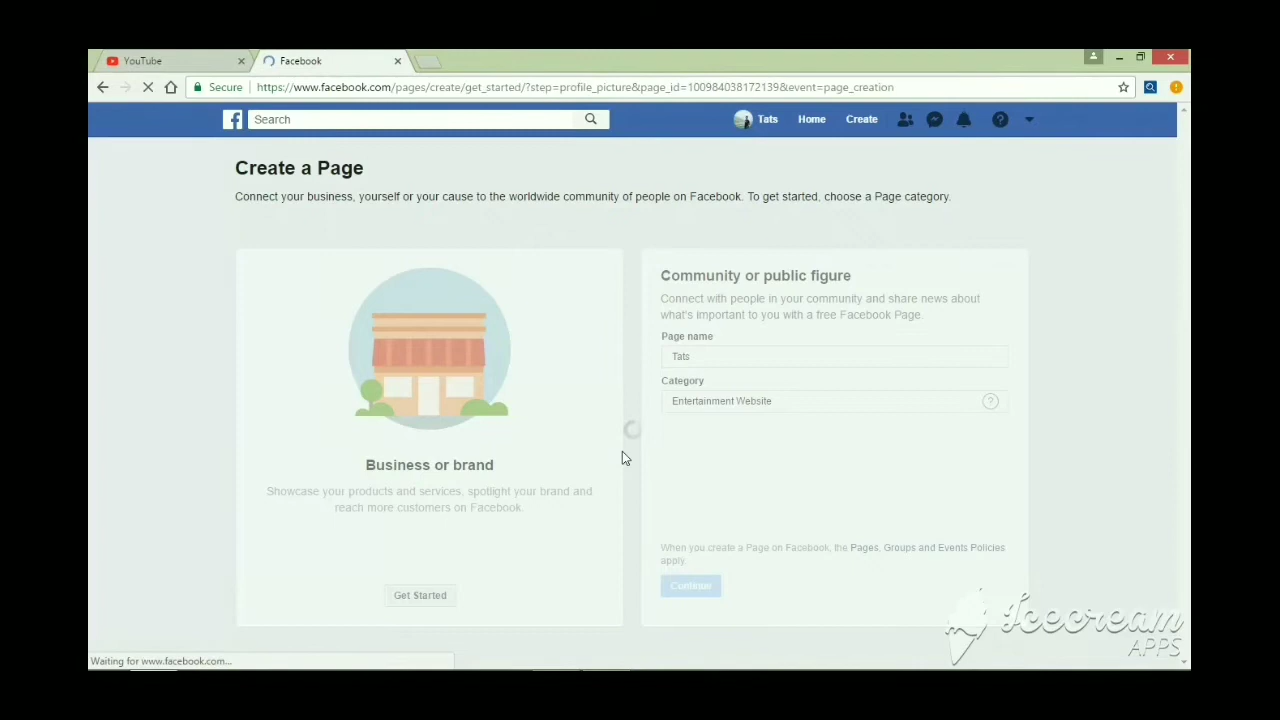 YouTube
Facebook
Secure
https://www.facebook.com/pages/create/get_started/?step=profile_picture&page_id=100984038172139&event=page_creation
f
Search
Tats
Home
Create
Create a Page
Connect your business, yourself or your cause to the worldwide community of people on Facebook. To get started, choose a Page category.
Business or brand
Showcase your products and services, spotlight your brand and
reach more customers on Facebook.
Get Started
Community or public figure
Connect with people in your community and share news about
what's important to you with a free Facebook Page.
Page name
Tats
Category
Entertainment Website
?
When you create a Page on Facebook, the Pages, Groups and Events Policies
apply.
Continue
Waiting for www.facebook.com...
Icecream
APPS